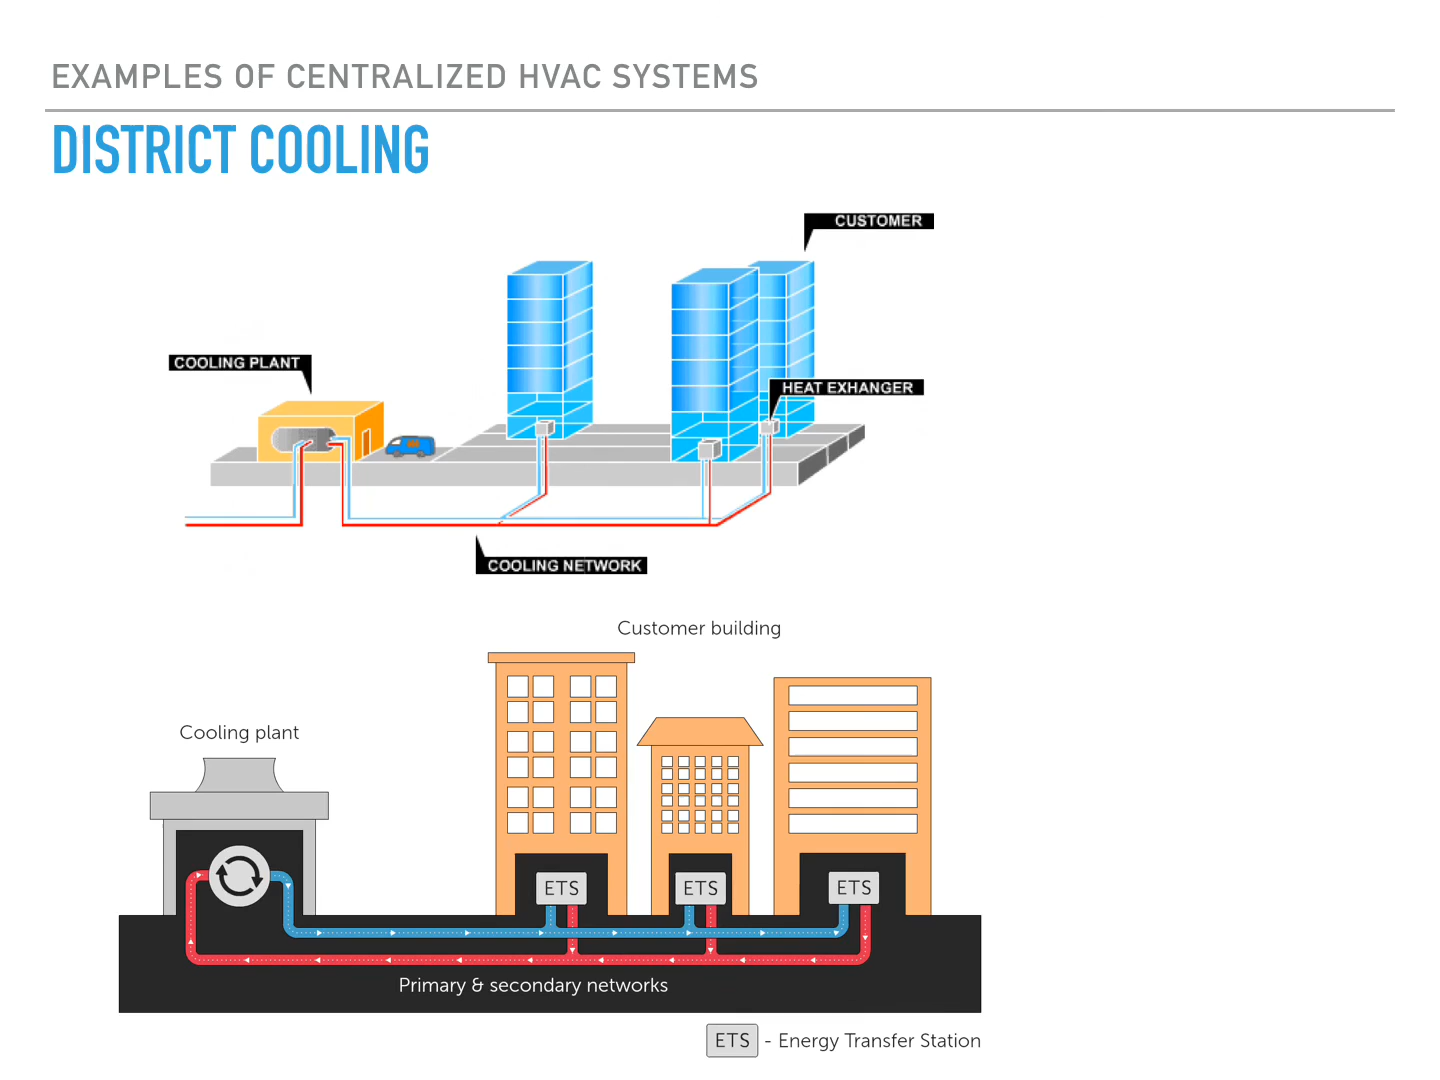 EXAMPLES OF CENTRALIZED HVAC SYSTEMS
DISTRICT COOLING
CUSTOMER
COOLING PLANT
HEAT EXHANGER
COOLING NETWORK
Customer building
Cooling plant
ETS
ETS
ETS
Primary & secondary networks
ETS - Energy Transfer Station